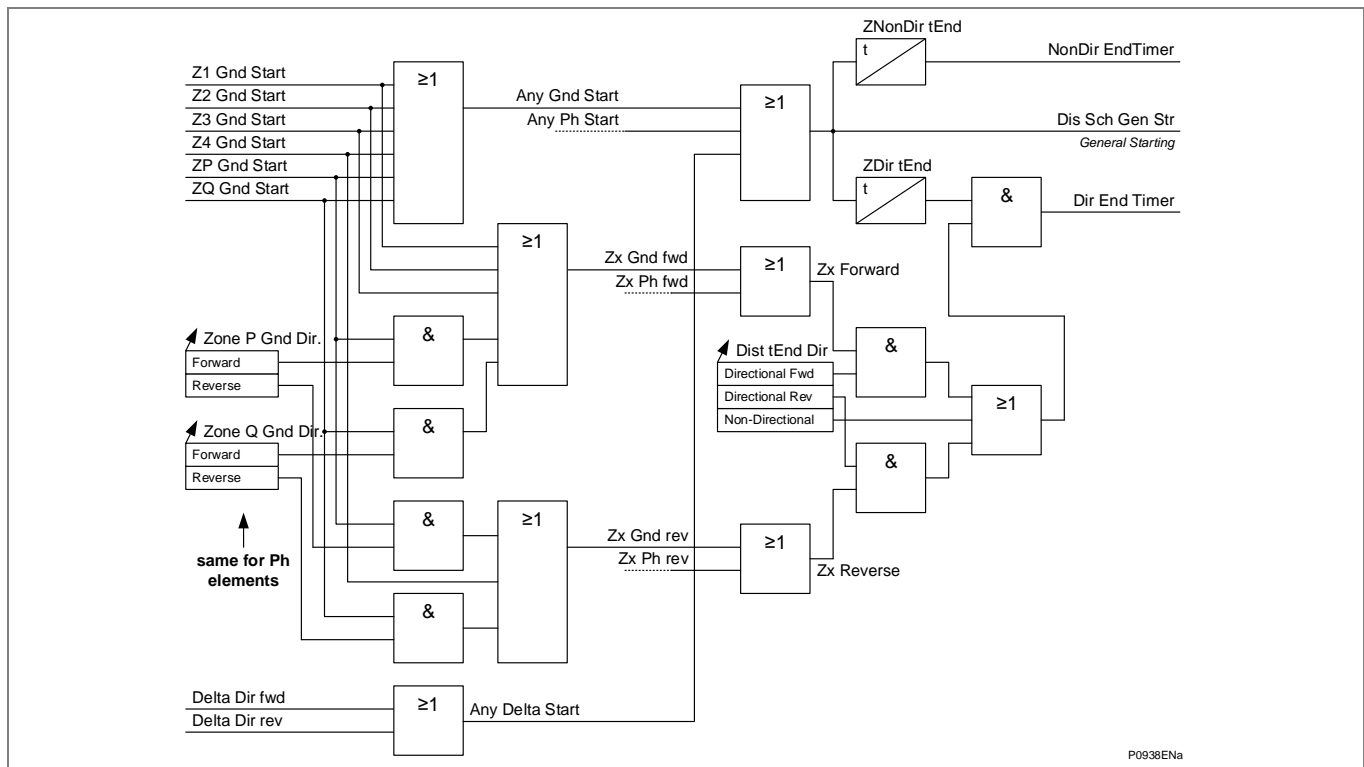 ZNonDir tEnd
t
NonDir EndTimer
Z1 Gnd Start
Z2 Gnd Start
Z3 Gnd Start
Z4 Gnd Start
ZP Gnd Start
ZQ Gnd Start
≥1
Any Gnd Start
Any Ph Start
≥1
Dis Sch Gen Str
General Starting
ZDir tEnd
t
&
Dir End Timer
≥1
Zx Gnd fwd
Zx Ph fwd
≥1
Zx Forward
Zone P Gnd Dir.
Forward
Reverse
&
Dist tEnd Dir
Directional Fwd
Directional Rev
Non-Directional
&
≥1
Zone Q Gnd Dir.
Forward
Reverse
&
&
same for Ph
elements
&
≥1
Zx Gnd rev
Zx Ph rev
≥1
Zx Reverse
&
Delta Dir fwd
Delta Dir rev
≥1
Any Delta Start
P0938ENa